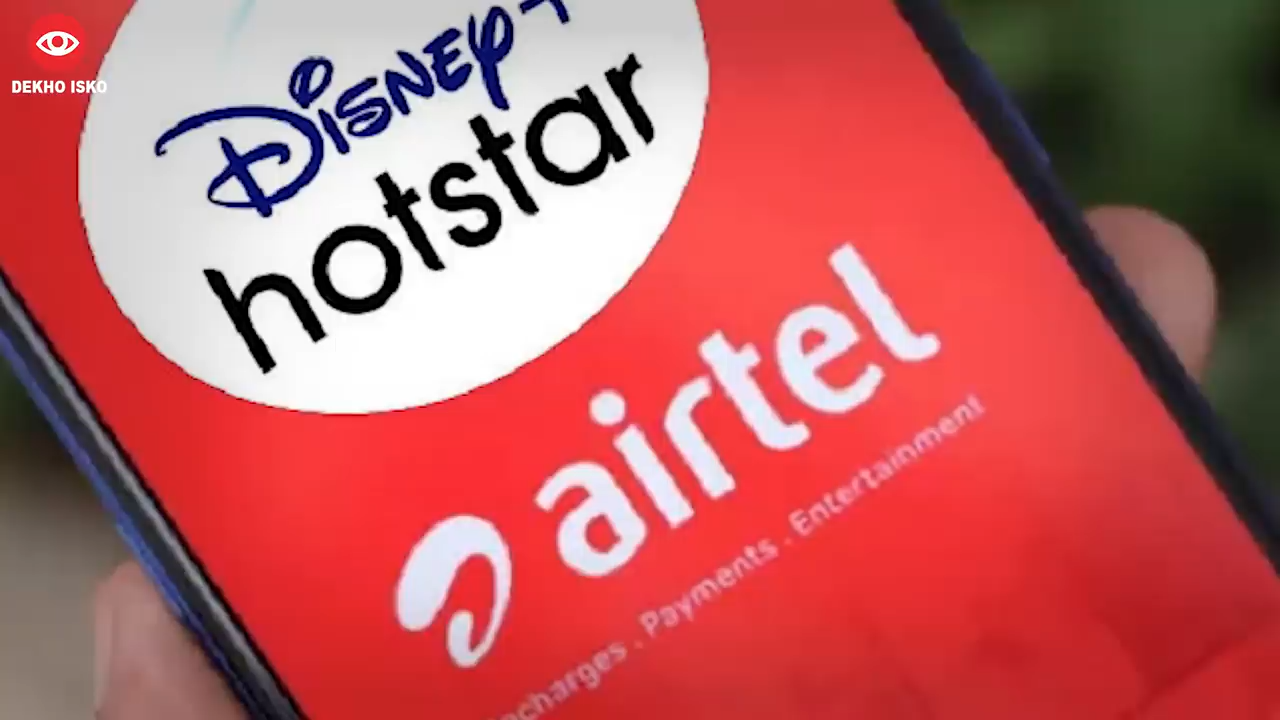 DEKHO ISKO
Disney+
hotstar
airtel
Payments . Entertainment